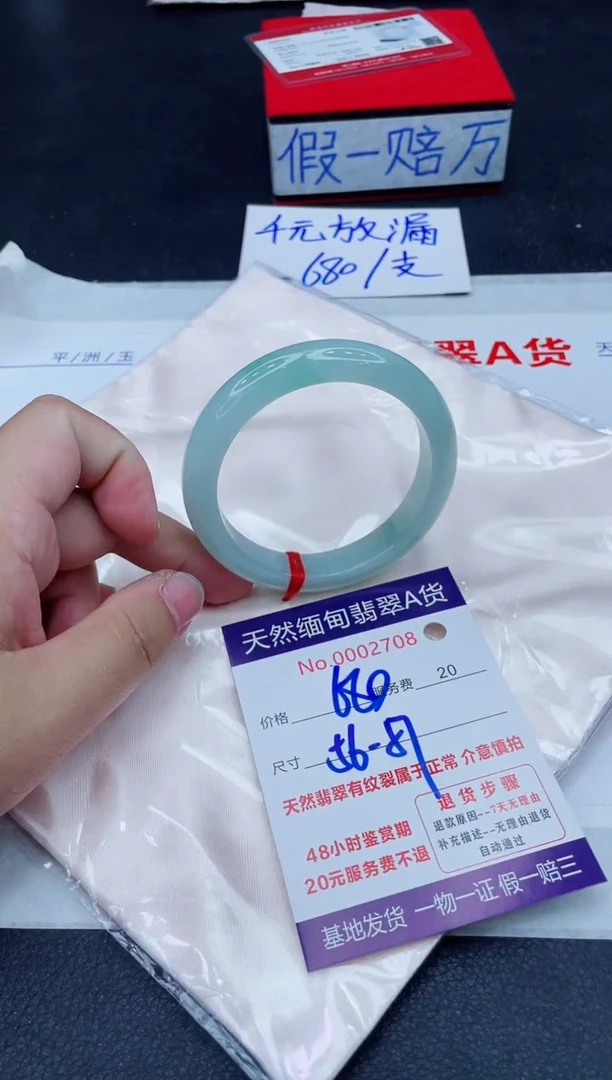 假一赔万
千元放漏
680/支
平/洲/玉
翠A货
天
天然缅甸翡翠A货
No.0002708
价格 680 服务费 20
尺寸 56-57
天然翡翠有纹裂属于正常 介意慎拍
48小时鉴赏期
20元服务费不退
退货步骤
退款原因--7天无理由
补充描述--无理由退货
自动通过
基地发货 一物一证 假一赔三